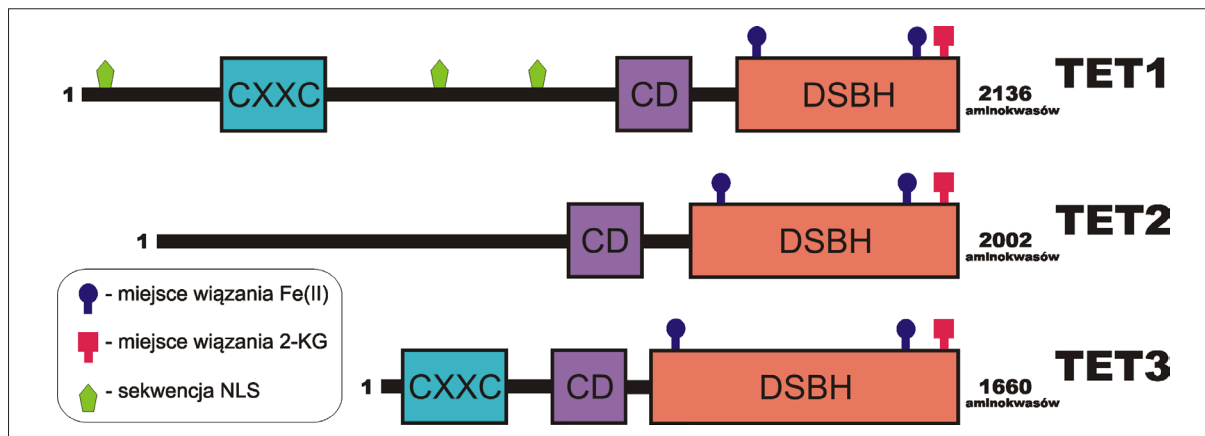 1 CXXC CD DSBH 2136 aminokwasów TET1
1 CD DSBH 2002 aminokwasów TET2
- miejsce wiązania Fe(II)
- miejsce wiązania 2-KG
- sekwencja NLS
1 CXXC CD DSBH 1660 aminokwasów TET3